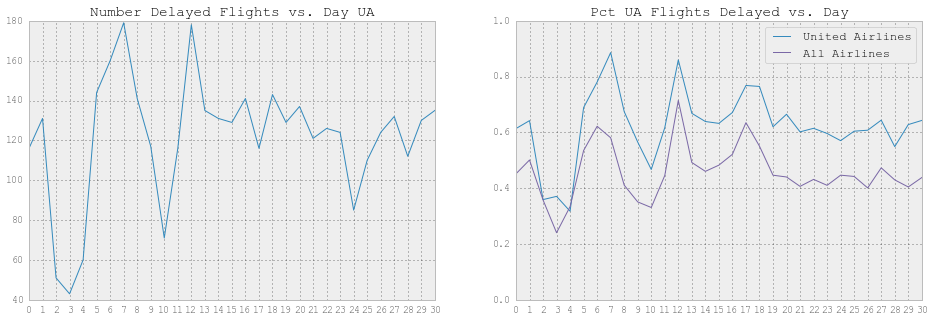 Number Delayed Flights vs. Day UA
180
160
140
120
100
80
60
40
0 1 2 3 4 5 6 7 8 9 10 11 12 13 14 15 16 17 18 19 20 21 22 23 24 25 26 27 28 29 30
Pct UA Flights Delayed vs. Day
United Airlines
All Airlines
1.0
0.8
0.6
0.4
0.2
0.0
0 1 2 3 4 5 6 7 8 9 10 11 12 13 14 15 16 17 18 19 20 21 22 23 24 25 26 27 28 29 30